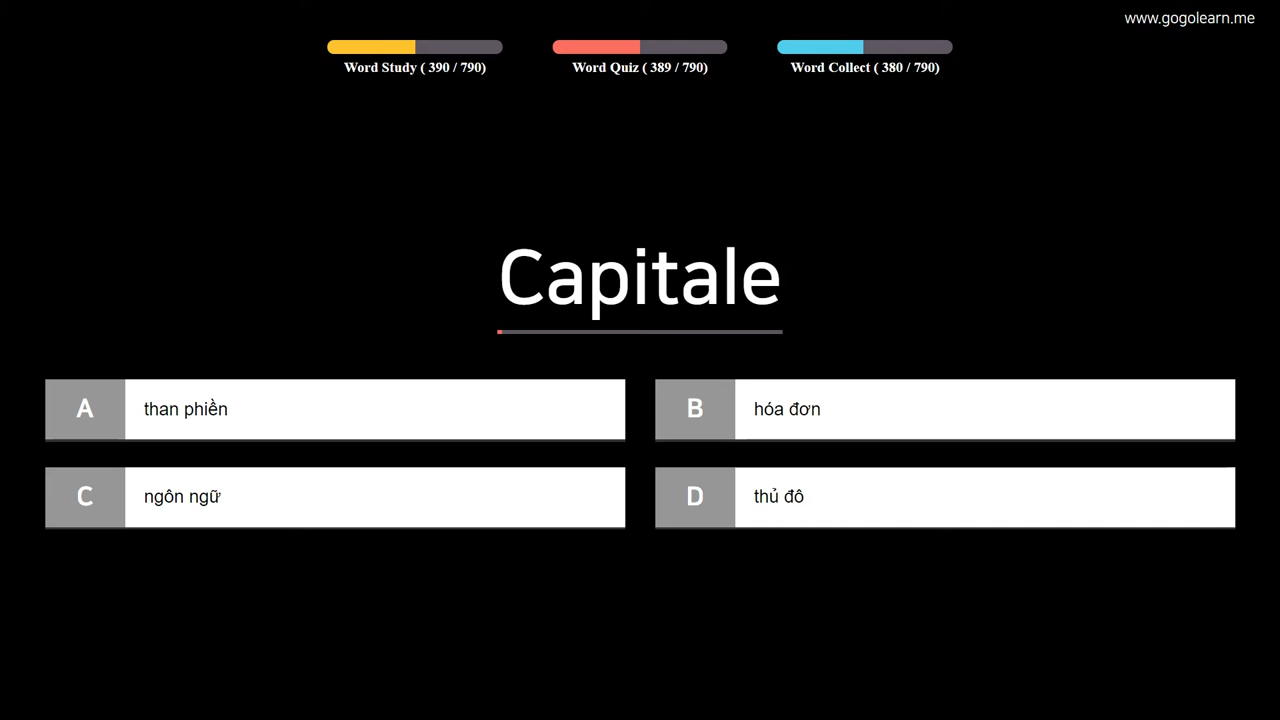 www.gogolearn.me
Word Study ( 390 / 790)
Word Quiz ( 389 / 790)
Word Collect ( 380 / 790)
Capitale
A than phiền
B hóa đơn
C ngôn ngữ
D thủ đô